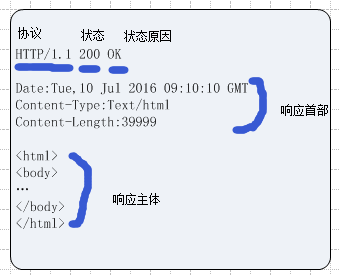 协议 状态 状态原因
HTTP/1.1 200 OK
Date:Tue,10 Jul 2016 09:10:10 GMT
Content-Type:Text/html
Content-Length:39999
响应首部
<html>
<body>
…
</body>
</html>
响应主体